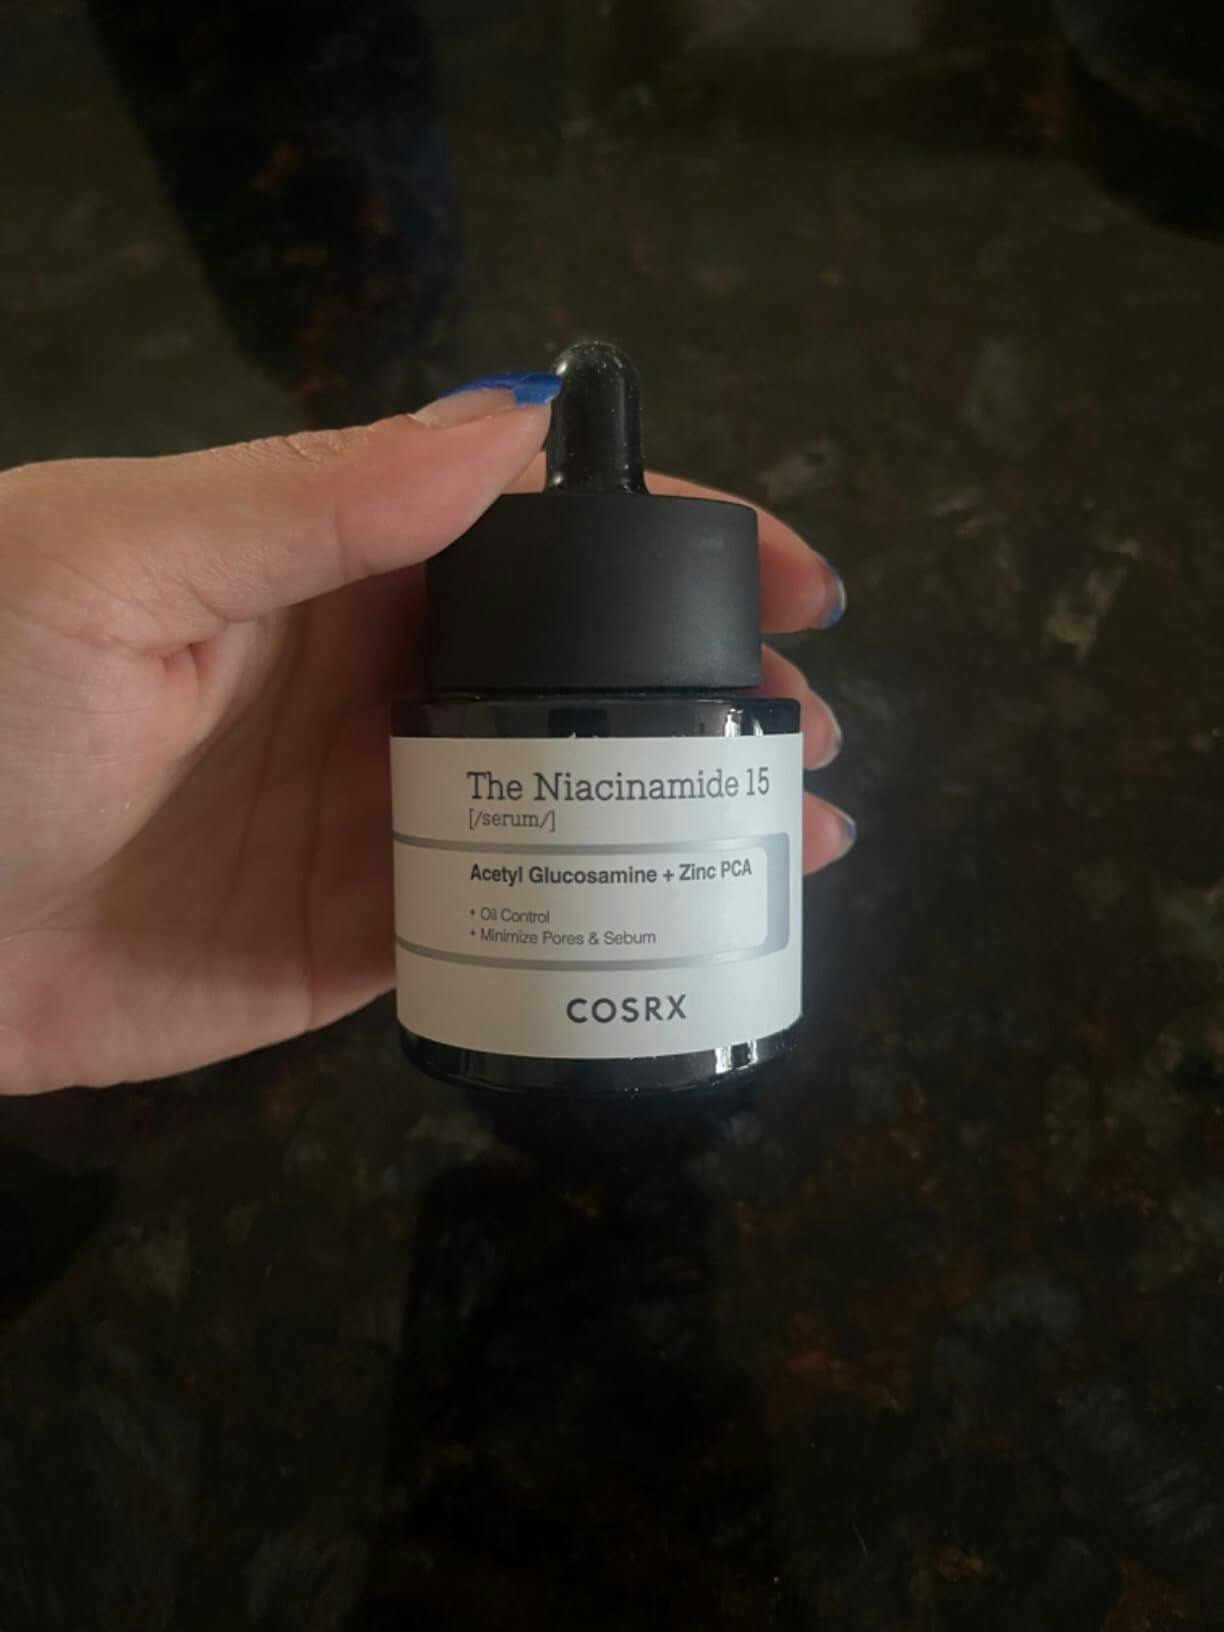 The Niacinamide 15
[/serum/]
Acetyl Glucosamine + Zinc PCA
+ Oil Control
+ Minimize Pores & Sebum
COSRX